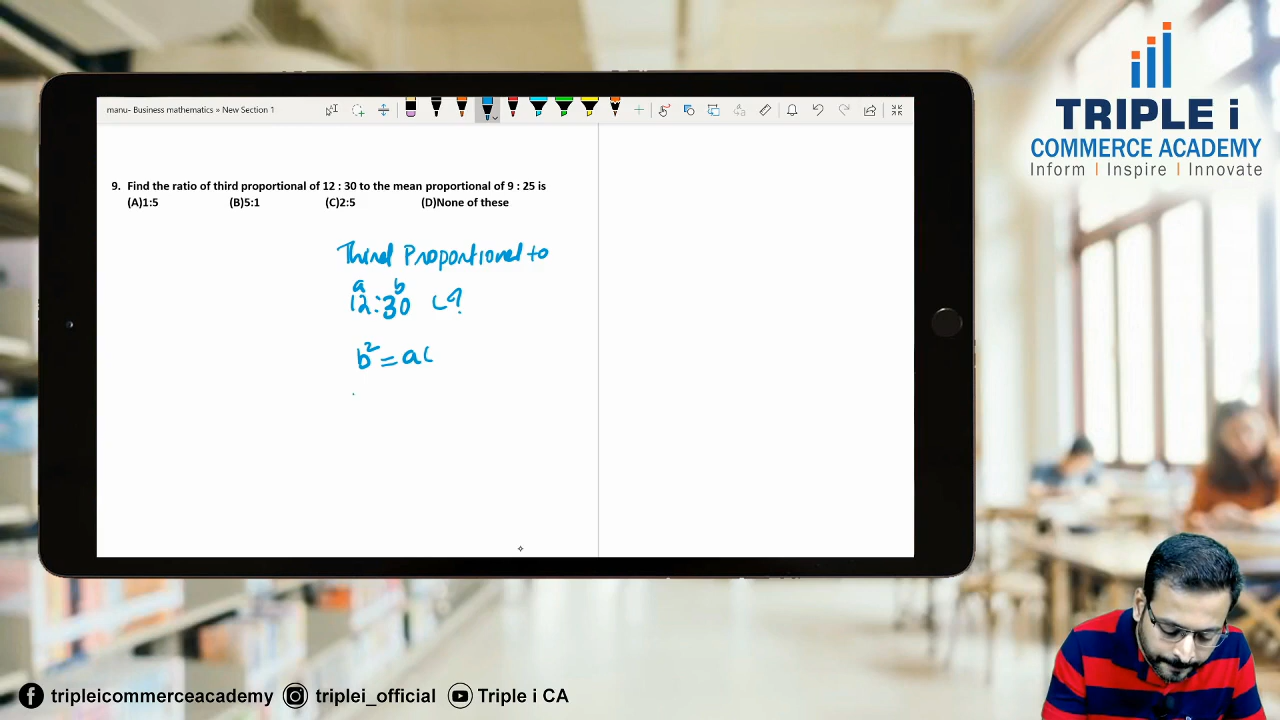 manu- Business mathematics » New Section 1
TRIPLE i
COMMERCE ACADEMY
Inform | Inspire | Innovate
9. Find the ratio of third proportional of 12 : 30 to the mean proportional of 9 : 25 is
(A)1:5 (B)5:1 (C)2:5 (D)None of these
Third Proportional to
a b
12:30 c?
b² = ac
tripleicommerceacademy triplei_official Triple i CA